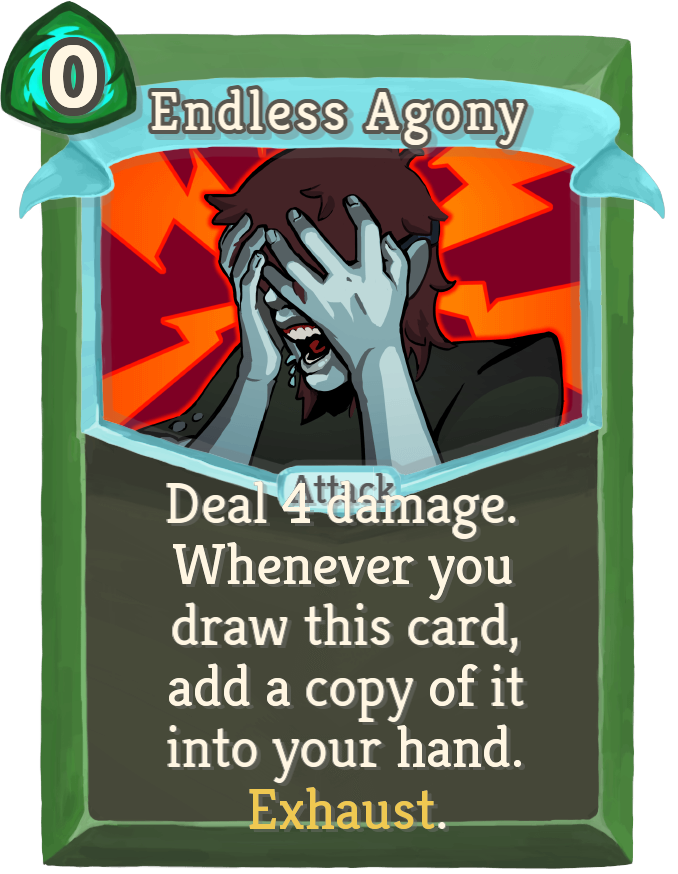 0
Endless Agony
Attack
Deal 4 damage.
Whenever you
draw this card,
add a copy of it
into your hand.
Exhaust.